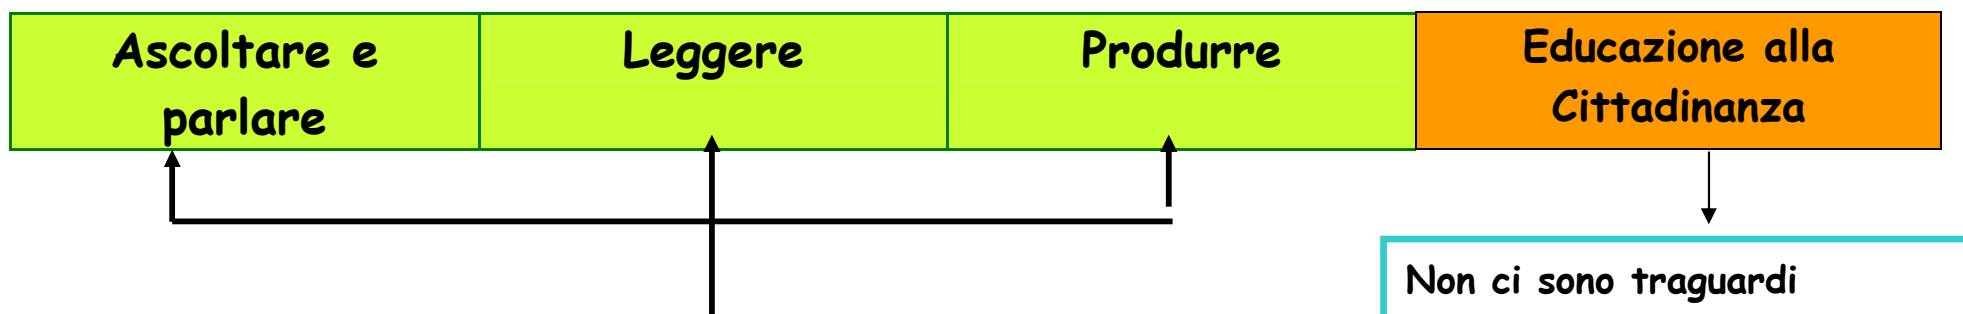 Ascoltare e
parlare
Leggere
Produrre
Educazione alla
Cittadinanza
Non ci sono traguardi